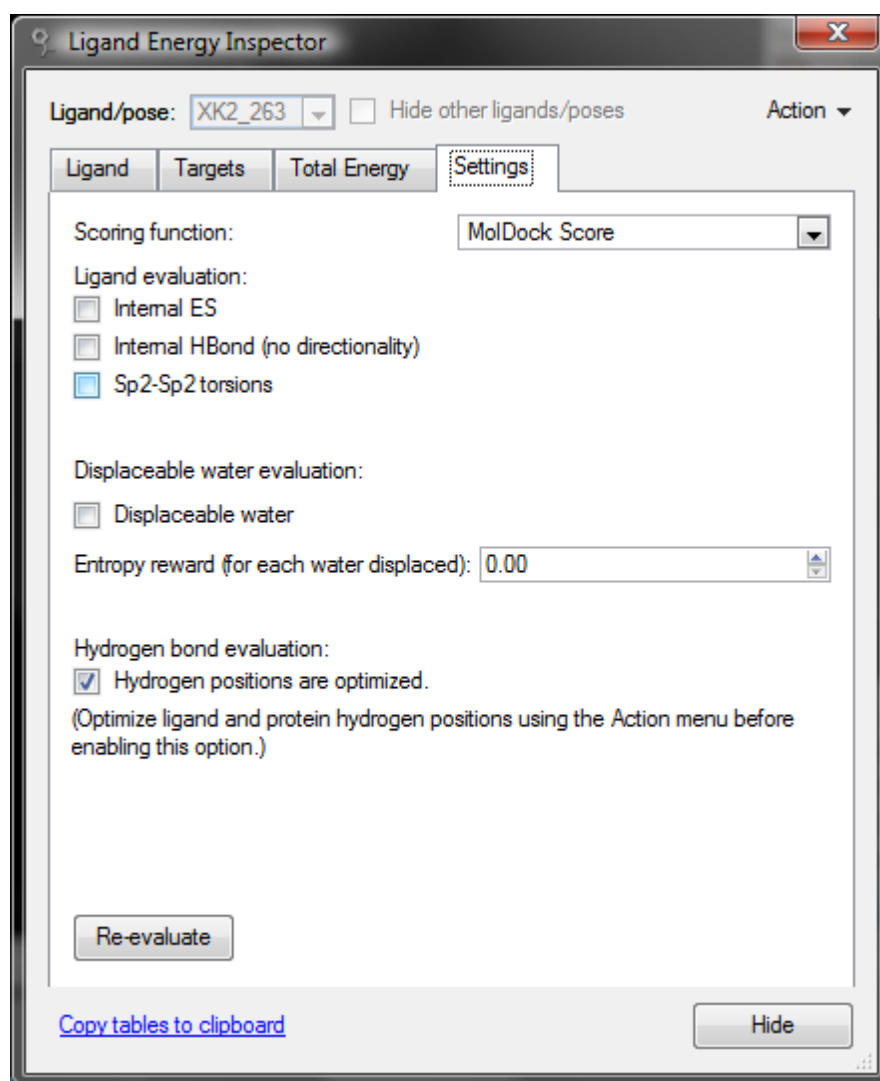 Ligand Energy Inspector
Ligand/pose: XK2_263 Hide other ligands/poses Action
Ligand Targets Total Energy Settings
Scoring function: MolDock Score
Ligand evaluation:
Internal ES
Internal HBond (no directionality)
Sp2-Sp2 torsions
Displaceable water evaluation:
Displaceable water
Entropy reward (for each water displaced): 0.00
Hydrogen bond evaluation:
Hydrogen positions are optimized.
(Optimize ligand and protein hydrogen positions using the Action menu before
enabling this option.)
Re-evaluate
Copy tables to clipboard Hide